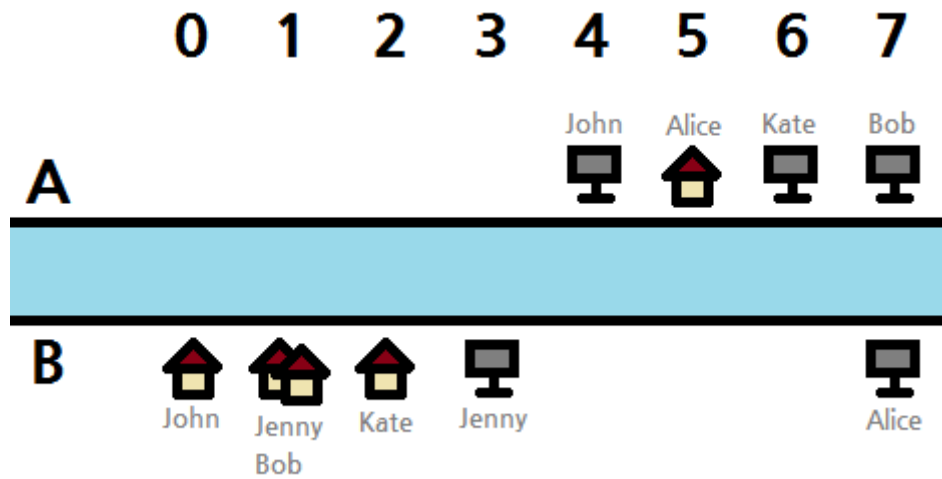 0 1 2 3 4 5 6 7
John Alice Kate Bob
A
B
John Jenny Kate Jenny Alice
Bob